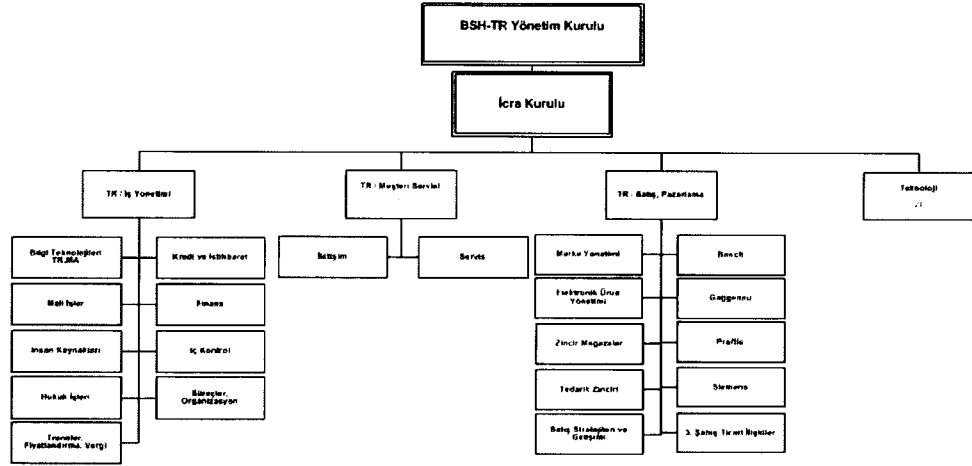 BSH-TR Yönetim Kurulu
İcra Kurulu
TR / İş Yönetimi
TR / Müşteri Servisi
TR / Satış, Pazarlama
Teknoloji
Bilgi Teknolojileri
TR,MA
Kredi ve İstihbarat
İletişim
Servis
Marka Yönetimi
Bosch
Mali İşler
Finans
Elektronik Ürün
Yönetimi
Gaggenau
İnsan Kaynakları
İç Kontrol
Zincir Mağazalar
Profilo
Hukuk İşleri
Süreçler,
Organizasyon
Tedarik Zinciri
Siemens
Transfer,
Fiyatlandırma, Vergi
Satış Stratejileri ve
Gelişimi
3. Şahış Ticari İlişkiler